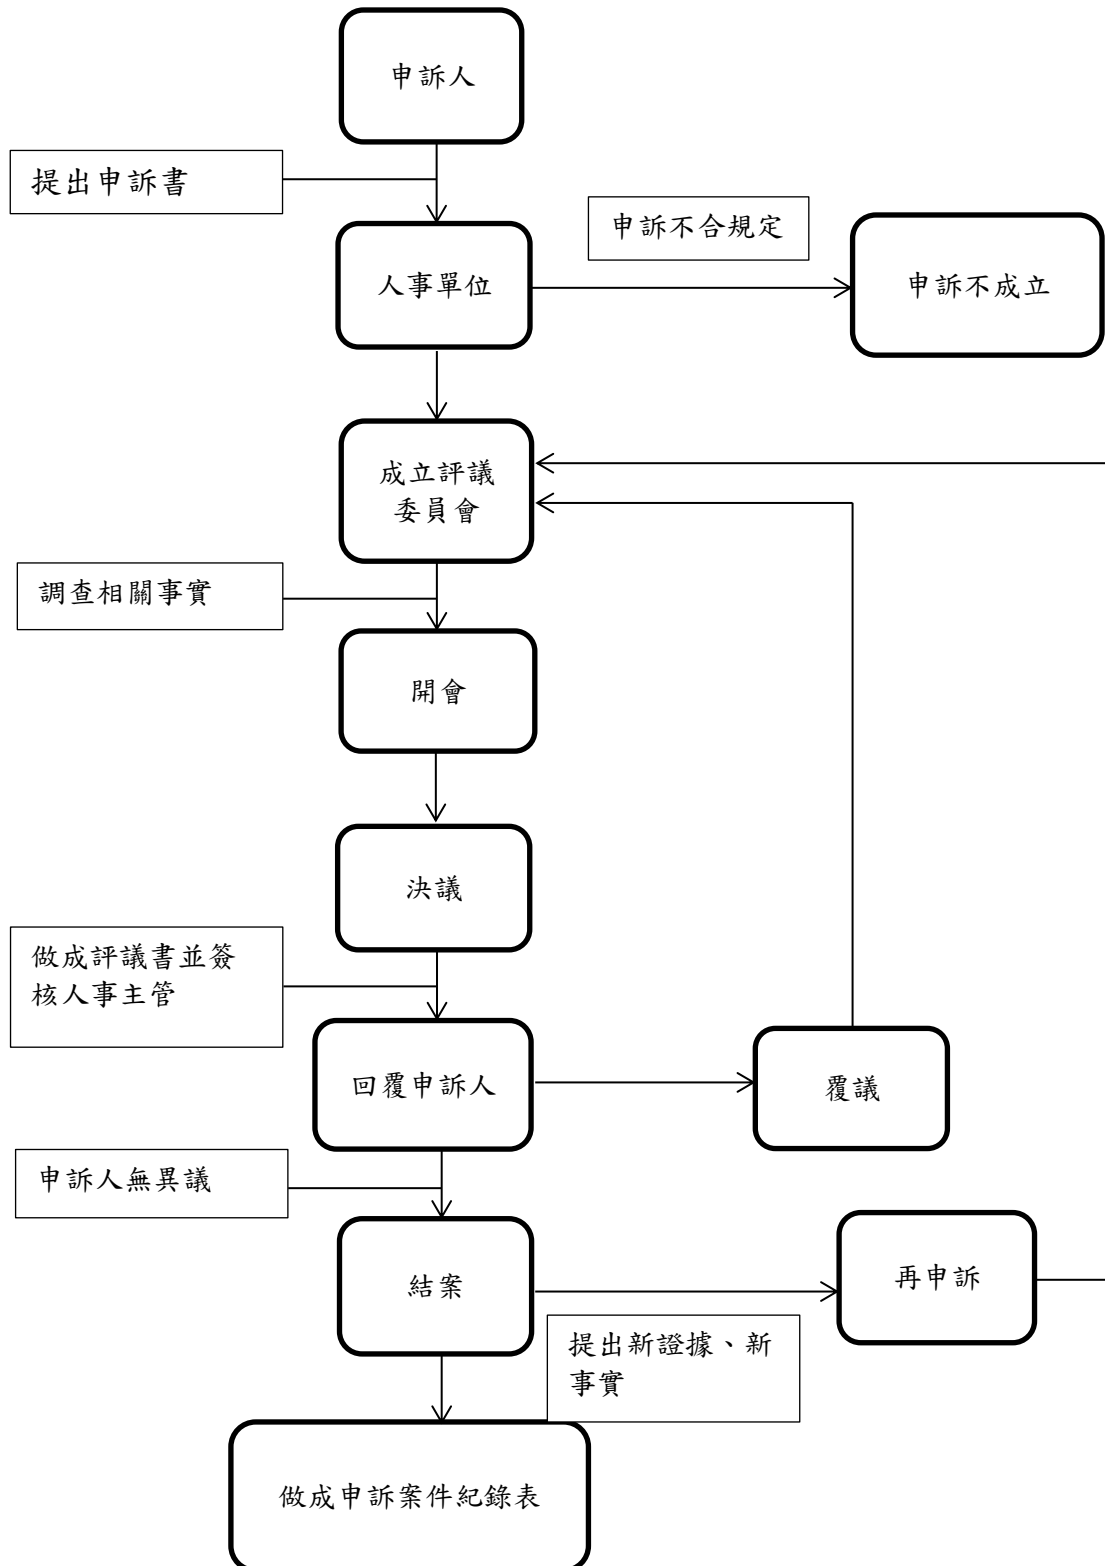 申訴人
提出申訴書
申訴不合規定
人事單位
申訴不成立
成立評議
委員會
調查相關事實
開會
決議
做成評議書並簽
核人事主管
回覆申訴人
覆議
申訴人無異議
結案
再申訴
提出新證據、新
事實
做成申訴案件紀錄表